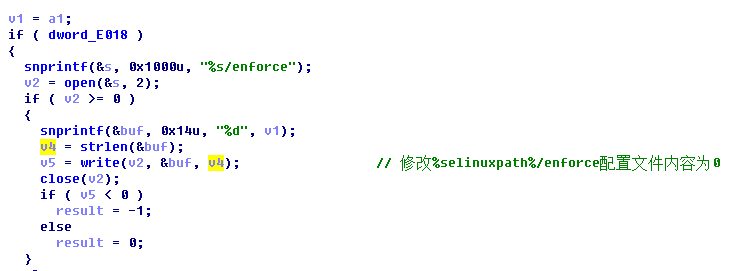 v1 = a1;
if ( dword_E018 )
{
snprintf(&s, 0x1000u, "%s/enforce");
v2 = open(&s, 2);
if ( v2 >= 0 )
{
snprintf(&buf, 0x14u, "%d", v1);
v4 = strlen(&buf);
v5 = write(v2, &buf, v4); // 修改%selinuxpath%/enforce配置文件内容为0
close(v2);
if ( v5 < 0 )
result = -1;
else
result = 0;
}